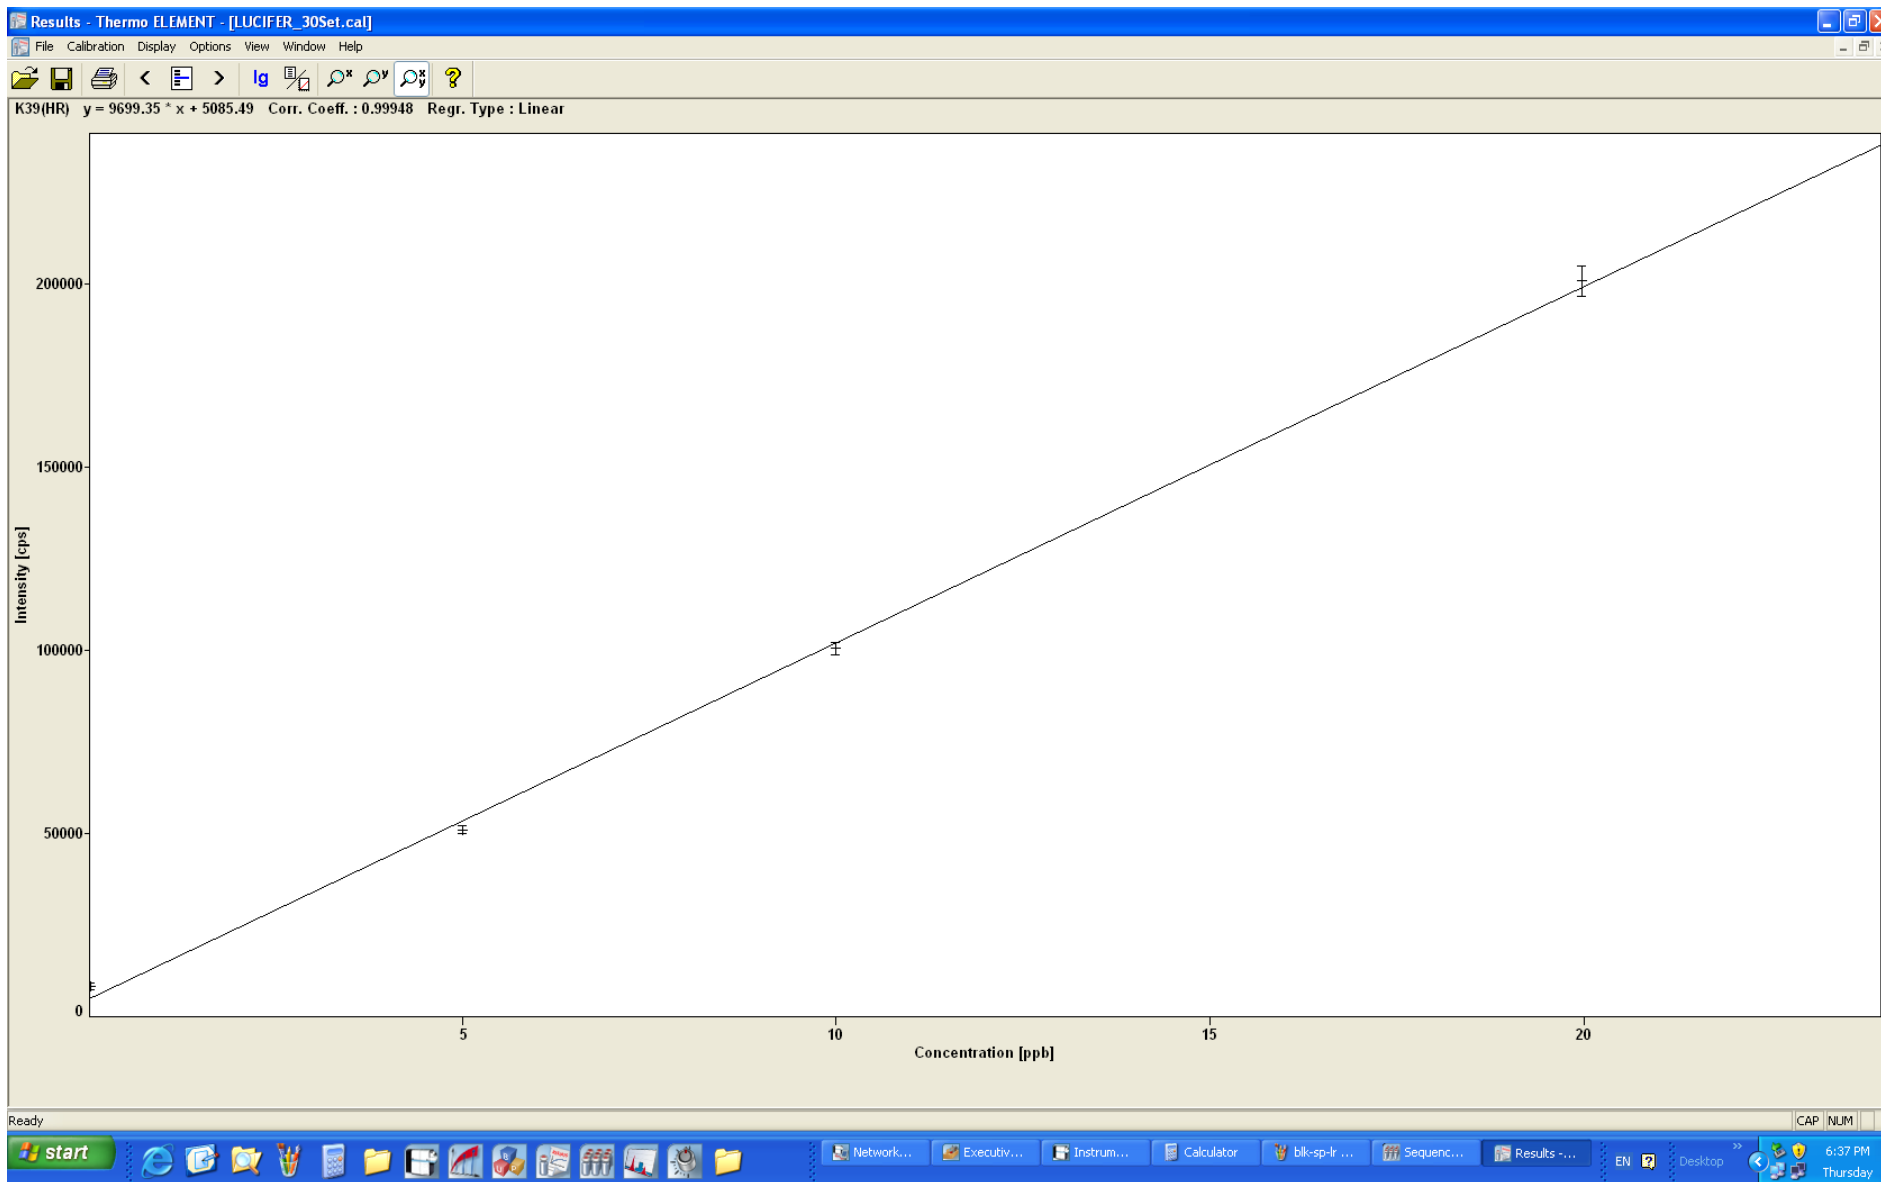 Results - Thermo ELEMENT - [LUCIFER_30Set.cal]
File Calibration Display Options View Window Help
lg x y x y ?
K39(HR) y = 9699.35 * x + 5085.49 Corr. Coeff. : 0.99948 Regr. Type : Linear
200000
150000
Intensity [cps]
100000
50000
0
5 10 15 20
Concentration [ppb]
Ready CAP NUM
start Network... Executiv... Instrum... Calculator blk-sp-lr ... Sequenc... Results -... EN Desktop 6:37 PM
Thursday